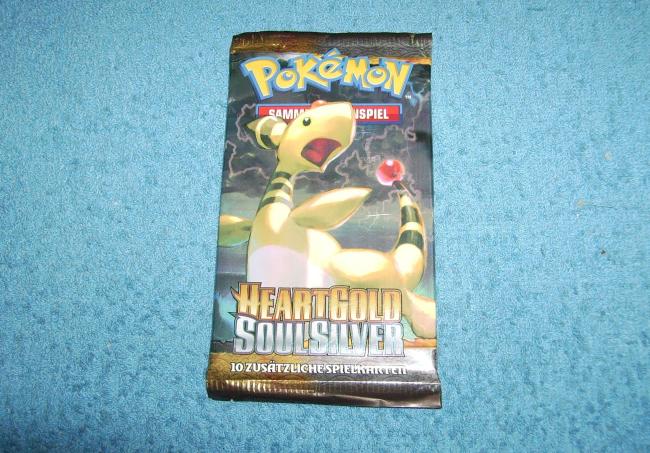 POKéMON
HEARTGOLD
SOULSILVER
10 ZUSÄTZLICHE SPIELKARTEN